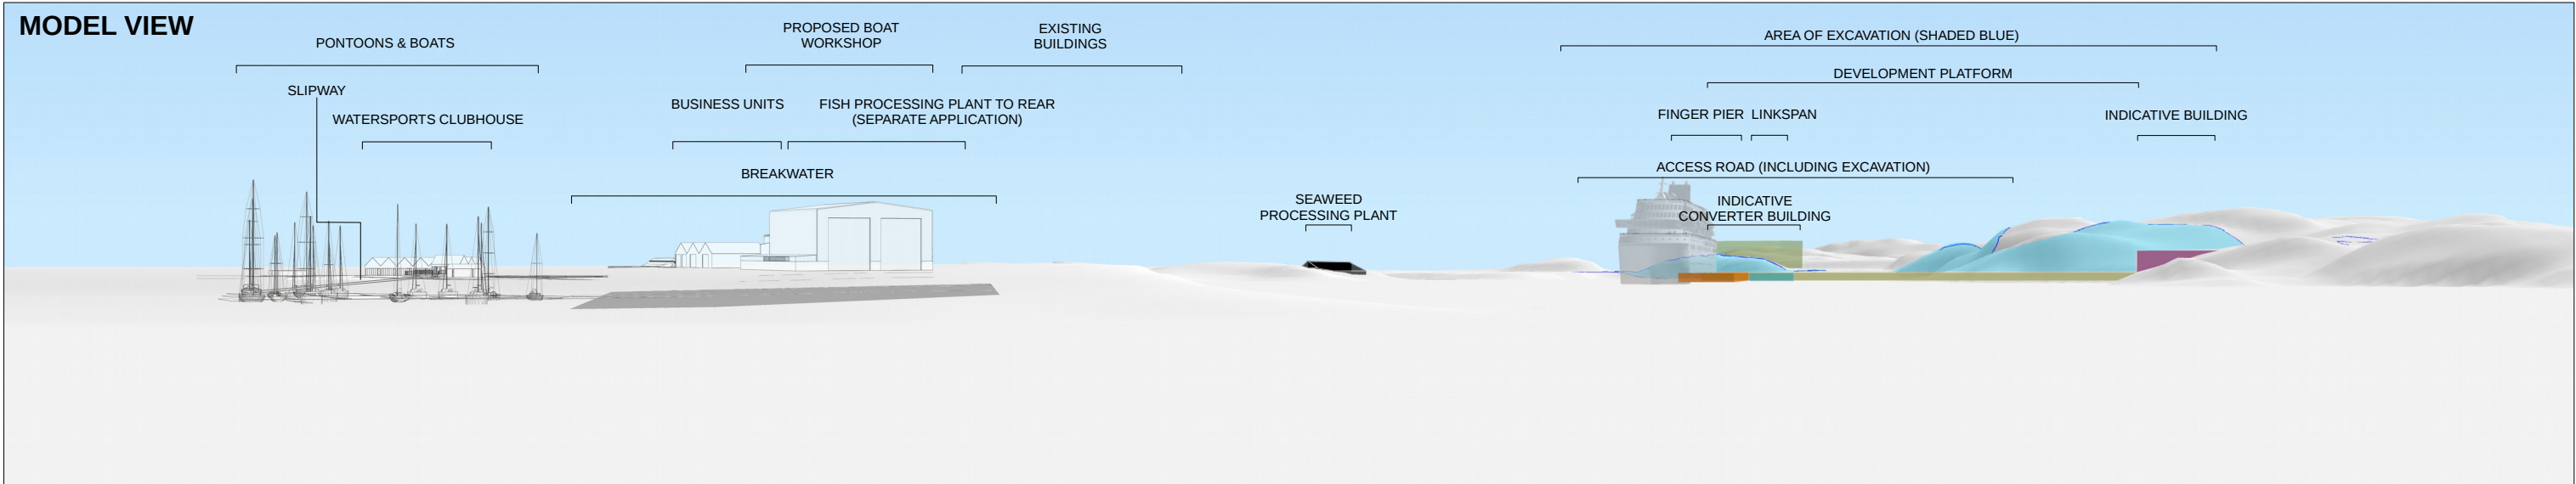 MODEL VIEW
PONTOONS & BOATS
SLIPWAY
WATERSPORTS CLUBHOUSE
PROPOSED BOAT
WORKSHOP
EXISTING
BUILDINGS
BUSINESS UNITS
FISH PROCESSING PLANT TO REAR
(SEPARATE APPLICATION)
BREAKWATER
SEAWEED
PROCESSING PLANT
AREA OF EXCAVATION (SHADED BLUE)
DEVELOPMENT PLATFORM
FINGER PIER
LINKSPAN
INDICATIVE BUILDING
ACCESS ROAD (INCLUDING EXCAVATION)
INDICATIVE
CONVERTER BUILDING